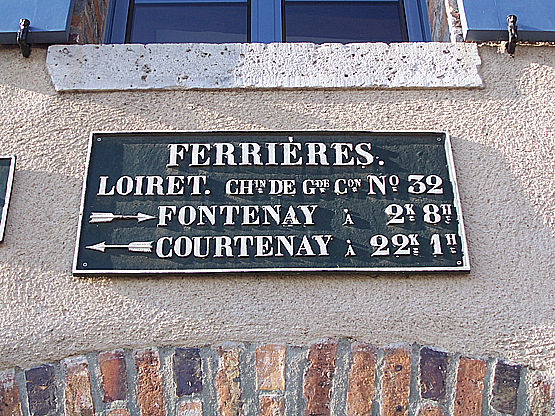 FERRIÈRES.
LOIRET. CHIN DE GDE CON NO 32
FONTENAY À 2K 8H
COURTENAY À 22K 1H